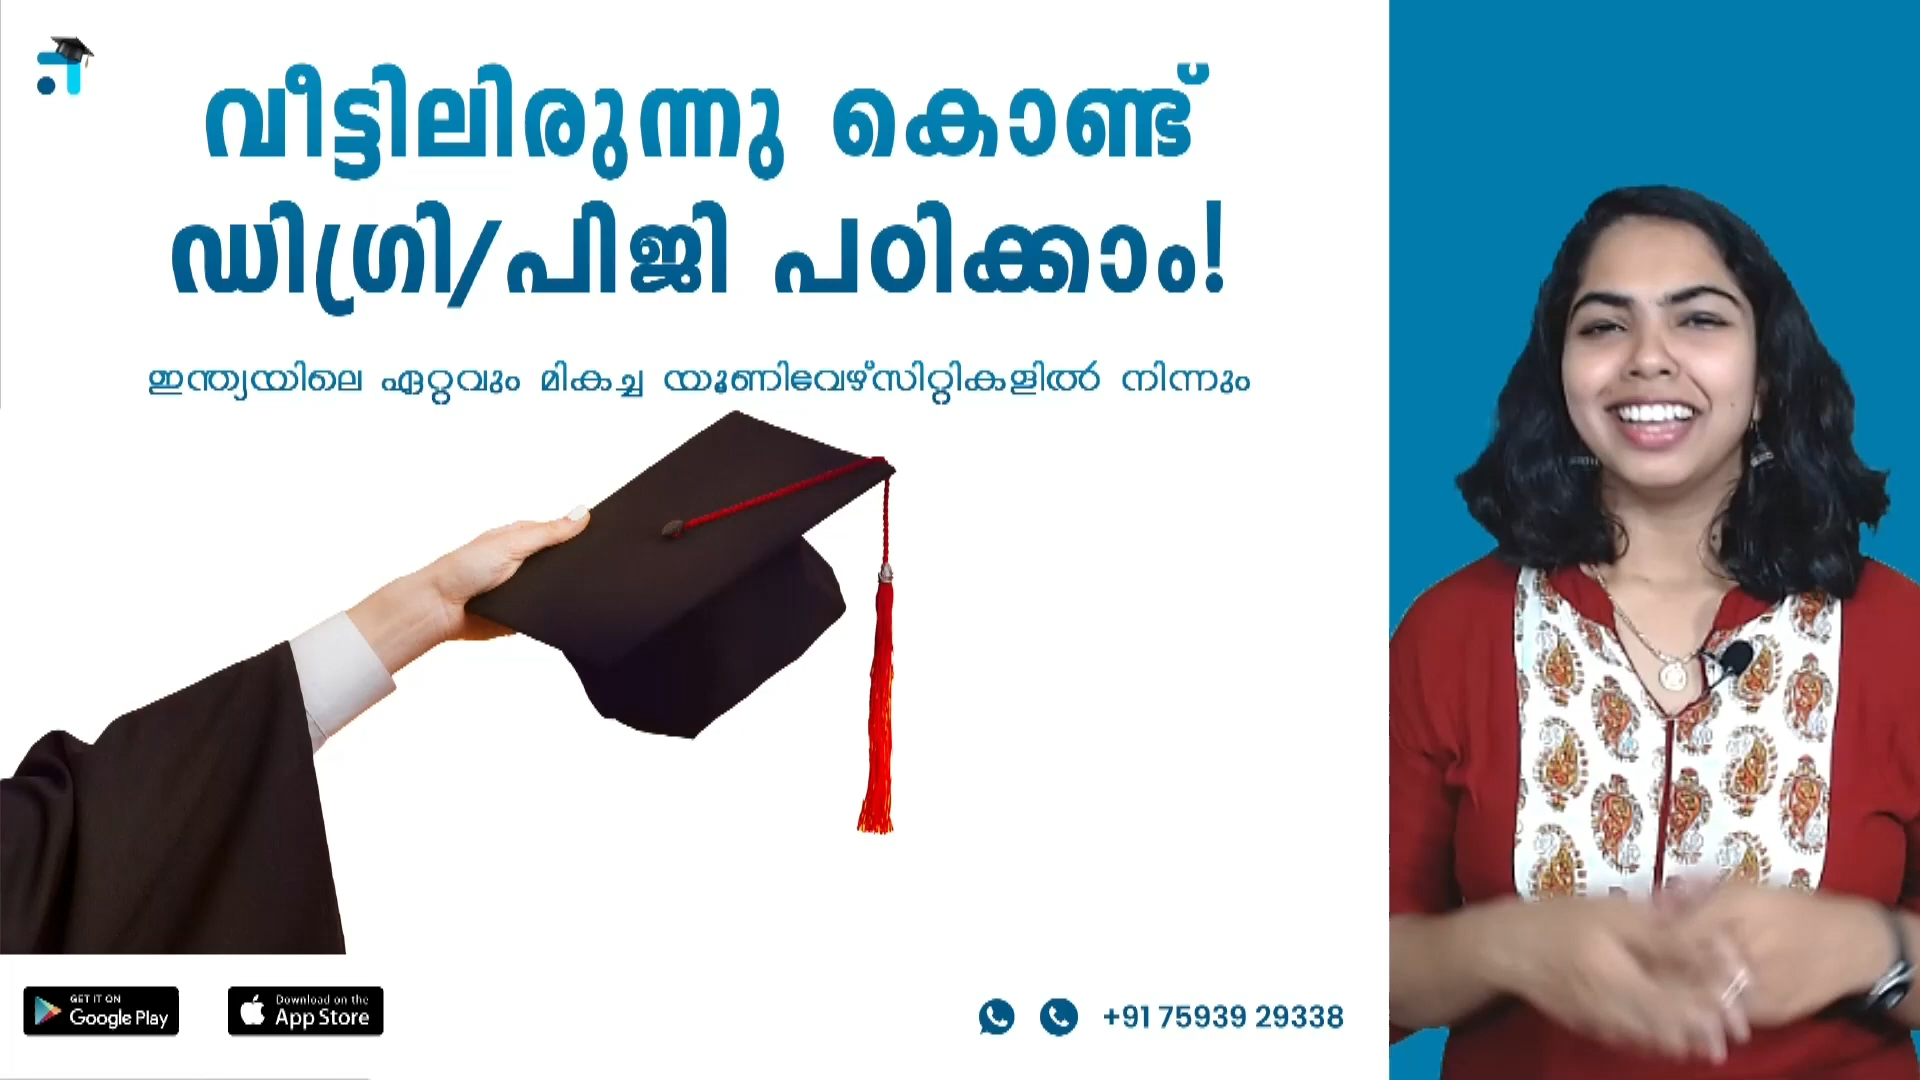 വീട്ടിലിരുന്നു കൊണ്ട്
ഡിഗ്രി/പിജി പഠിക്കാം!
ഇന്ത്യയിലെ ഏറ്റവും മികച്ച യൂണിവേഴ്സിറ്റികളിൽ നിന്നും
GET IT ON
Google Play
Download on the
App Store
+91 75939 29338